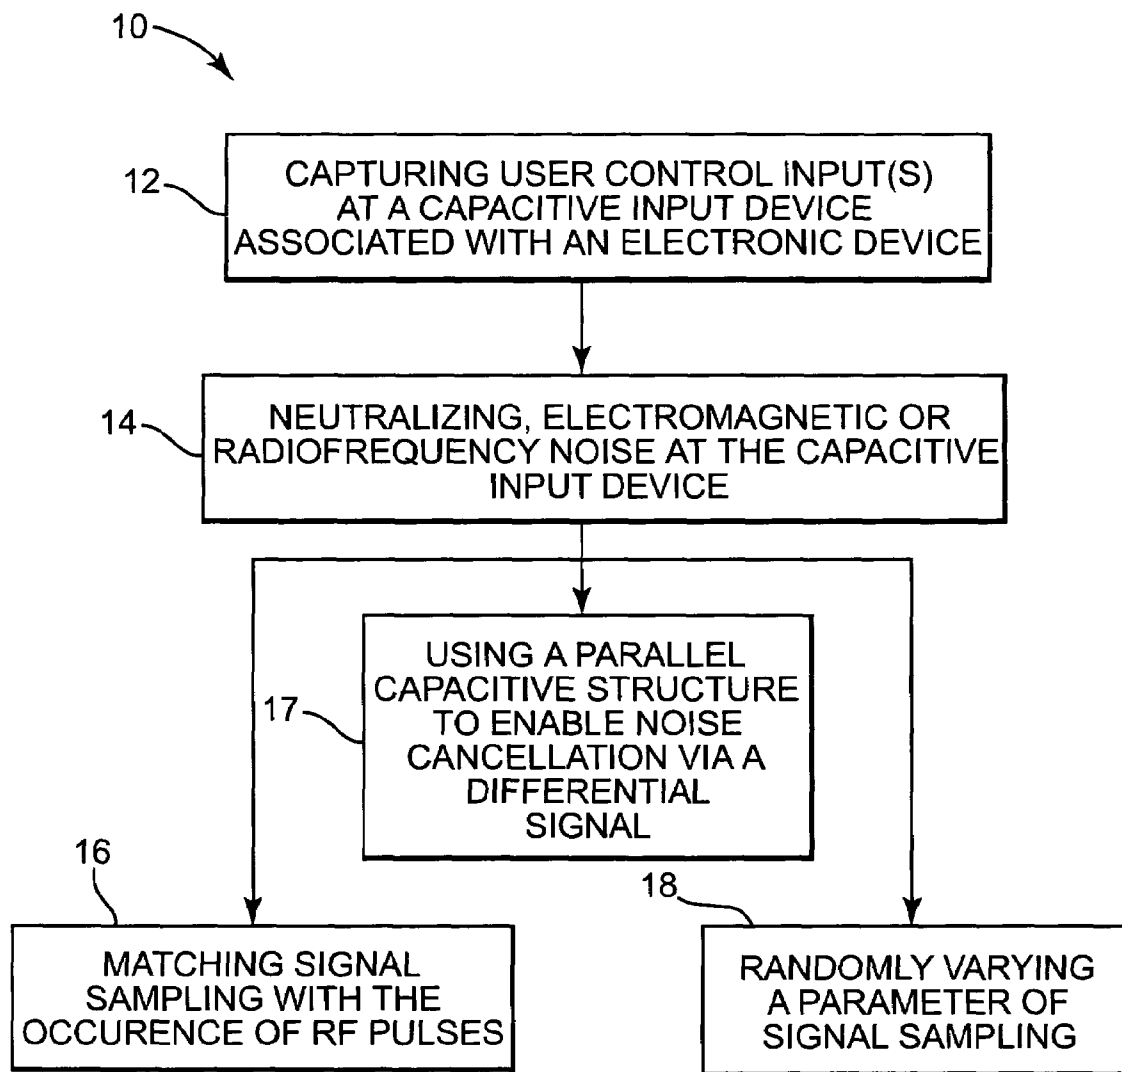 10
12
CAPTURING USER CONTROL INPUT(S)
AT A CAPACITIVE INPUT DEVICE
ASSOCIATED WITH AN ELECTRONIC DEVICE
14
NEUTRALIZING, ELECTROMAGNETIC OR
RADIOFREQUENCY NOISE AT THE CAPACITIVE
INPUT DEVICE
17
USING A PARALLEL
CAPACITIVE STRUCTURE
TO ENABLE NOISE
CANCELLATION VIA A
DIFFERENTIAL
SIGNAL
16
MATCHING SIGNAL
SAMPLING WITH THE
OCCURENCE OF RF PULSES
18
RANDOMLY VARYING
A PARAMETER OF
SIGNAL SAMPLING